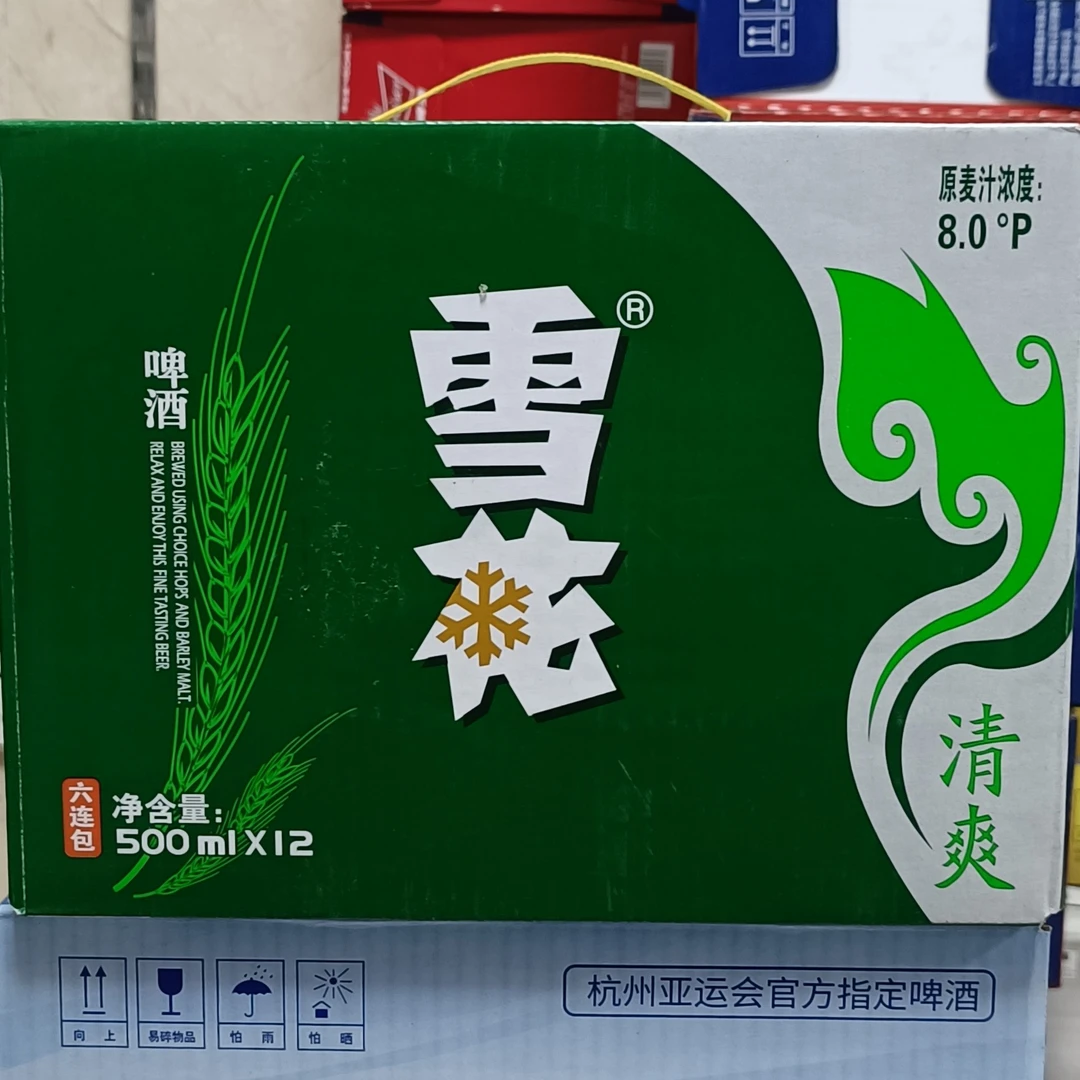 原麦汁浓度:
8.0 °P
雪花®
啤酒
BREWED USING CHOICE HOPS AND BARLEY MALT.
RELAX AND ENJOY THIS FINE TASTING BEER.
清爽
六连包
净含量:
500 ml X 12
向上
易碎物品
怕雨
怕晒
杭州亚运会官方指定啤酒